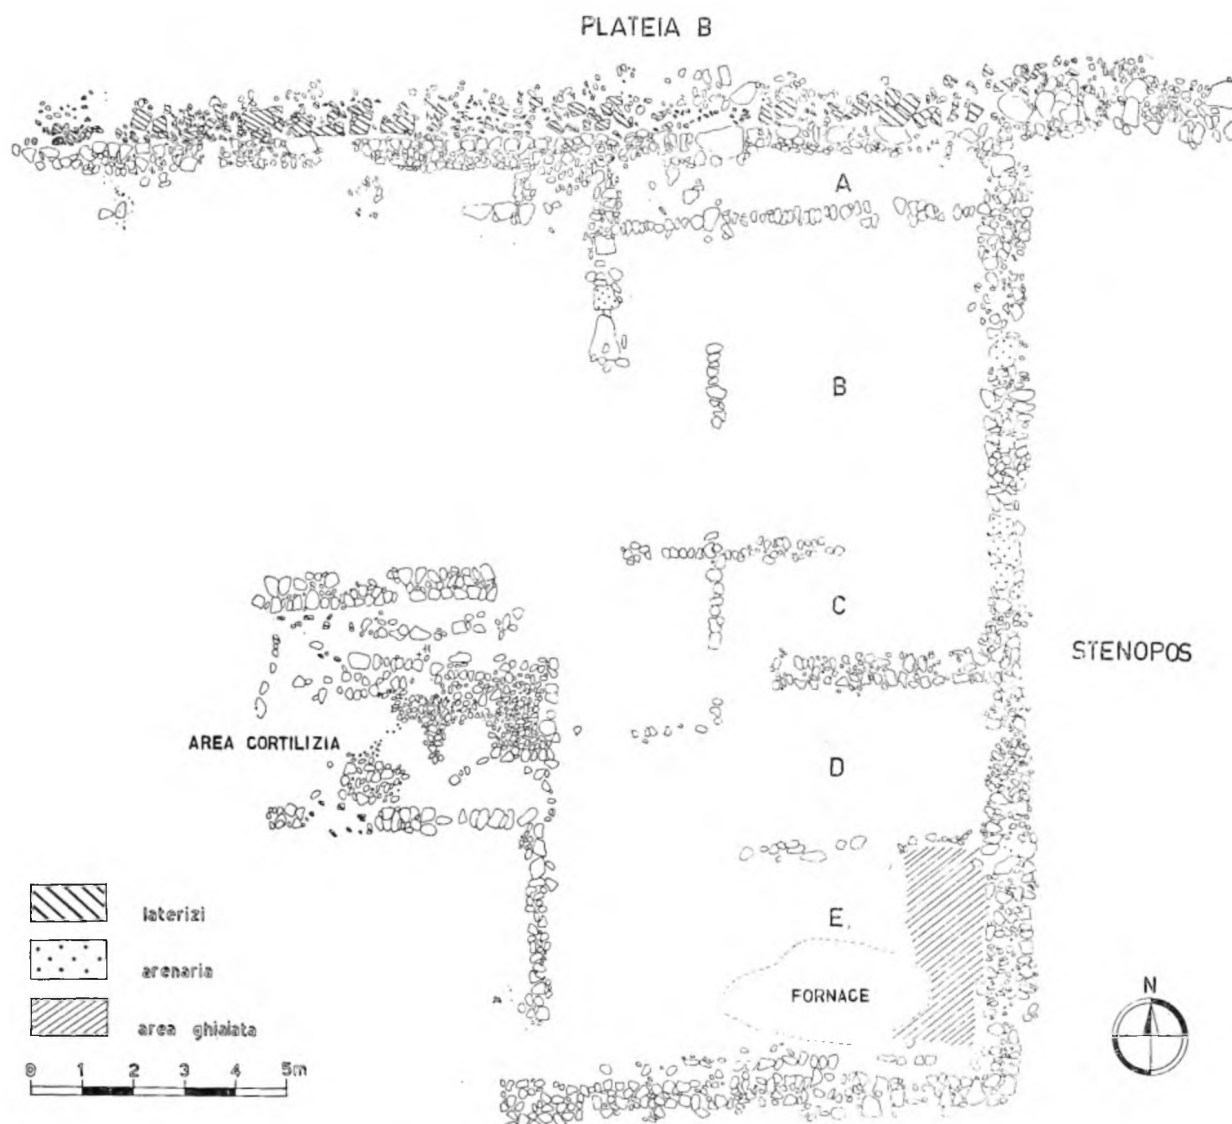 PLATEIA B
A
B
C
STENOPOS
AREA CORTILIZIA
D
E
FORNACE
N
laterizi
arenaria
area ghiaiata
0 1 2 3 4 5m